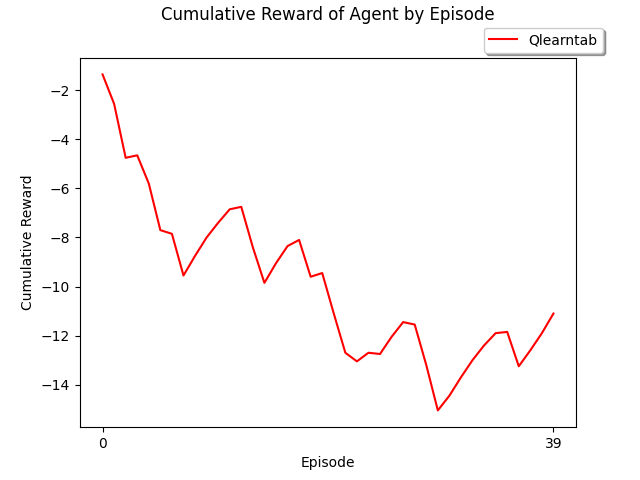 Cumulative Reward of Agent by Episode
Qlearntab
−2
−4
−6
−8
−10
−12
−14
Cumulative Reward
0
39
Episode